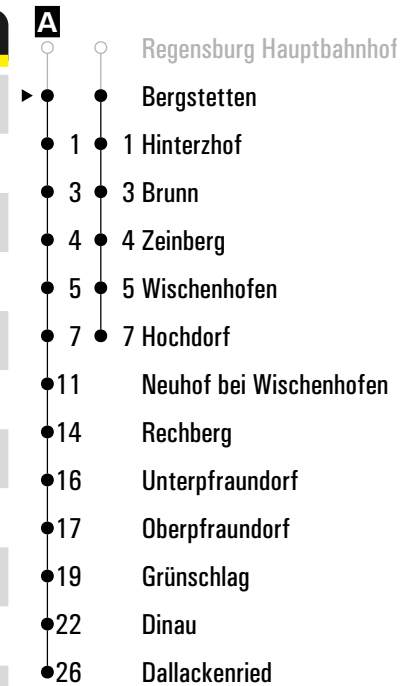 A
Regensburg Hauptbahnhof
Bergstetten
1 1 Hinterzhof
3 3 Brunn
4 4 Zeinberg
5 5 Wischenhofen
7 7 Hochdorf
11 Neuhof bei Wischenhofen
14 Rechberg
16 Unterpfraundorf
17 Oberpfraundorf
19 Grünschlag
22 Dinau
26 Dallackenried